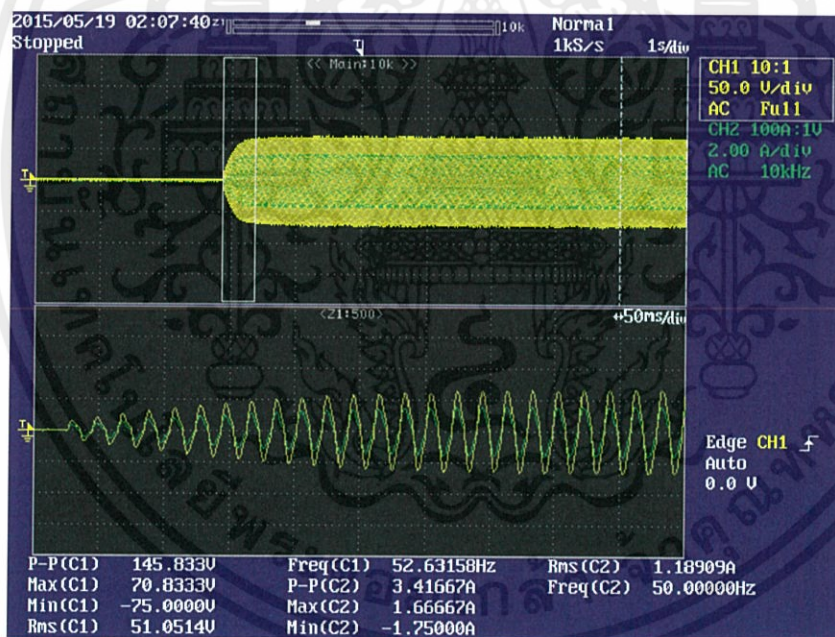 2015/05/19 02:07:40
10k
Normal
Stopped
1kS/s 1s/div
<< Main:10k >>
CH1 10:1
50.0 V/div
AC Full
CH2 100A:1V
2.00 A/div
AC 10kHz
T
T
<Z1:500>
50ms/div
T
Edge CH1
Auto
0.0 V
P-P(C1) 145.833V Freq(C1) 52.63158Hz Rms(C2) 1.18909A
Max(C1) 70.8333V P-P(C2) 3.41667A Freq(C2) 50.00000Hz
Min(C1) -75.0000V Max(C2) 1.66667A
Rms(C1) 51.0514V Min(C2) -1.75000A